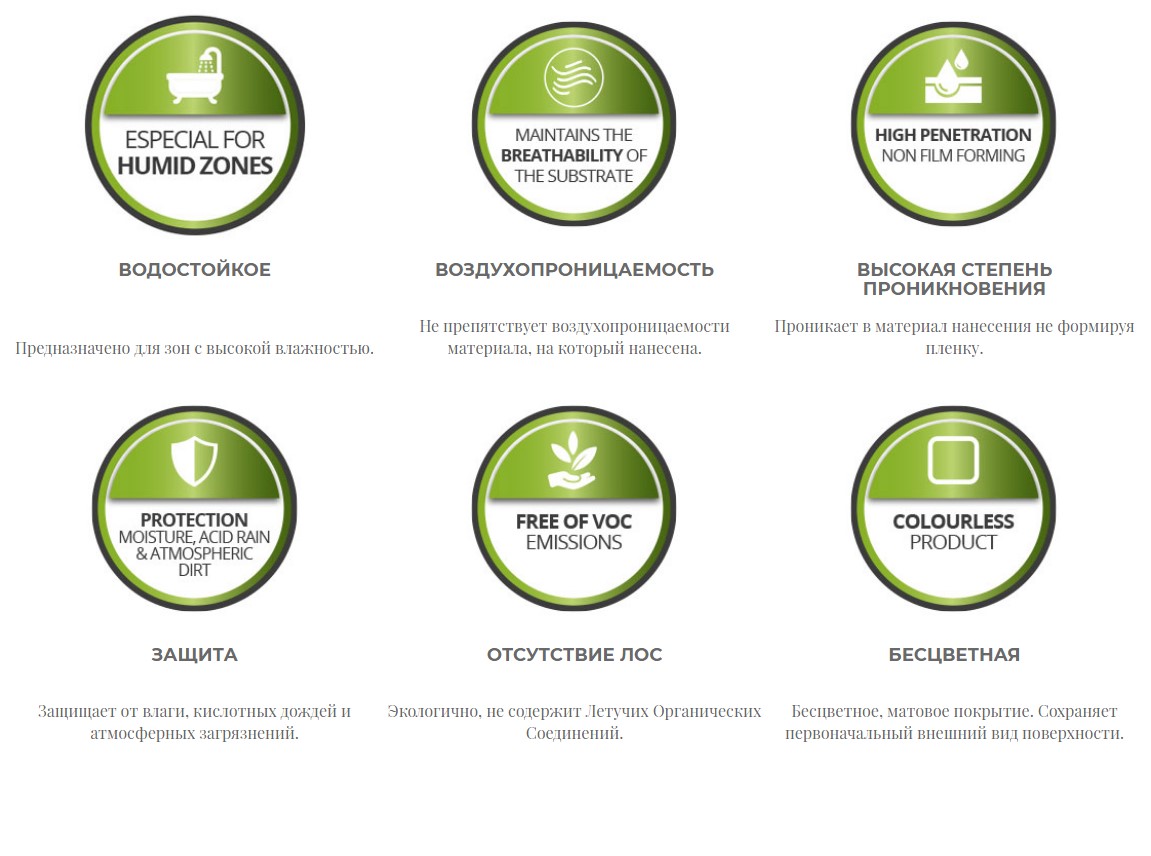 ESPECIAL FOR
HUMID ZONES
ВОДОСТОЙКОЕ
Предназначено для зон с высокой влажностью.
MAINTAINS THE
BREATHABILITY OF
THE SUBSTRATE
ВОЗДУХОПРОНИЦАЕМОСТЬ
Не препятствует воздухопроницаемости
материала, на который нанесена.
HIGH PENETRATION
NON FILM FORMING
ВЫСОКАЯ СТЕПЕНЬ
ПРОНИКНОВЕНИЯ
Проникает в материал нанесения не формируя
пленку.
PROTECTION
MOISTURE, ACID RAIN
& ATMOSPHERIC
DIRT
ЗАЩИТА
Защищает от влаги, кислотных дождей и
атмосферных загрязнений.
FREE OF VOC
EMISSIONS
ОТСУТСТВИЕ ЛОС
Экологично, не содержит Летучих Органических
Соединений.
COLOURLESS
PRODUCT
БЕСЦВЕТНАЯ
Бесцветное, матовое покрытие. Сохраняет
первоначальный внешний вид поверхности.